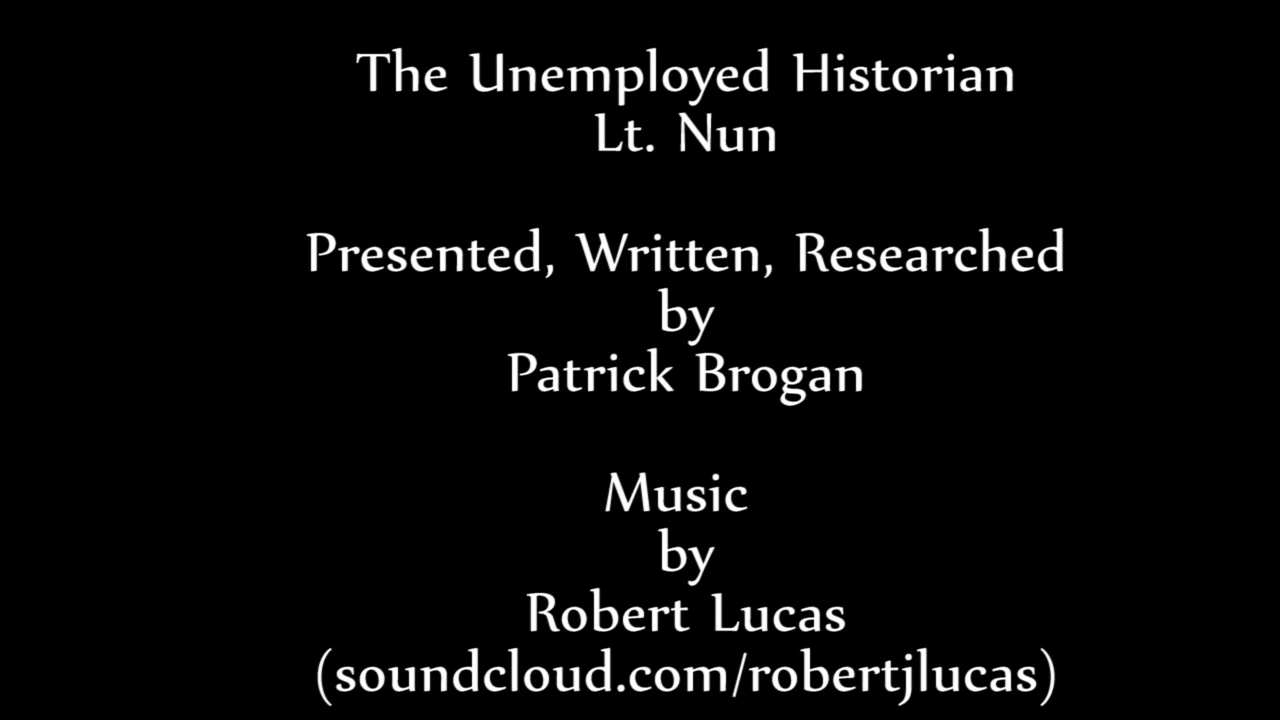 The Unemployed Historian
Lt. Nun
Presented, Written, Researched
by
Patrick Brogan
Music
by
Robert Lucas
(soundcloud.com/robertjlucas)